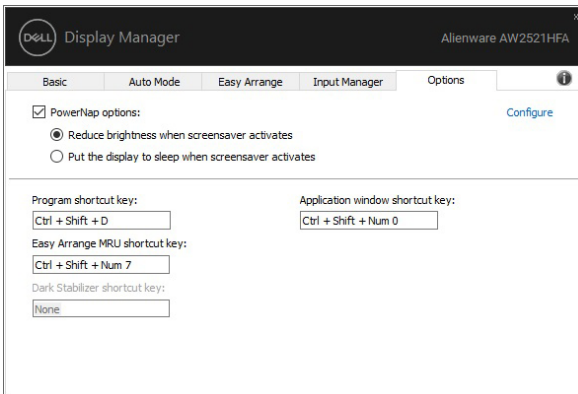 DELL Display Manager
Alienware AW2521HFA
Basic Auto Mode Easy Arrange Input Manager Options
PowerNap options:
Configure
Reduce brightness when screensaver activates
Put the display to sleep when screensaver activates
Program shortcut key:
Application window shortcut key:
Ctrl + Shift + D
Ctrl + Shift + Num 0
Easy Arrange MRU shortcut key:
Ctrl + Shift + Num 7
Dark Stabilizer shortcut key:
None